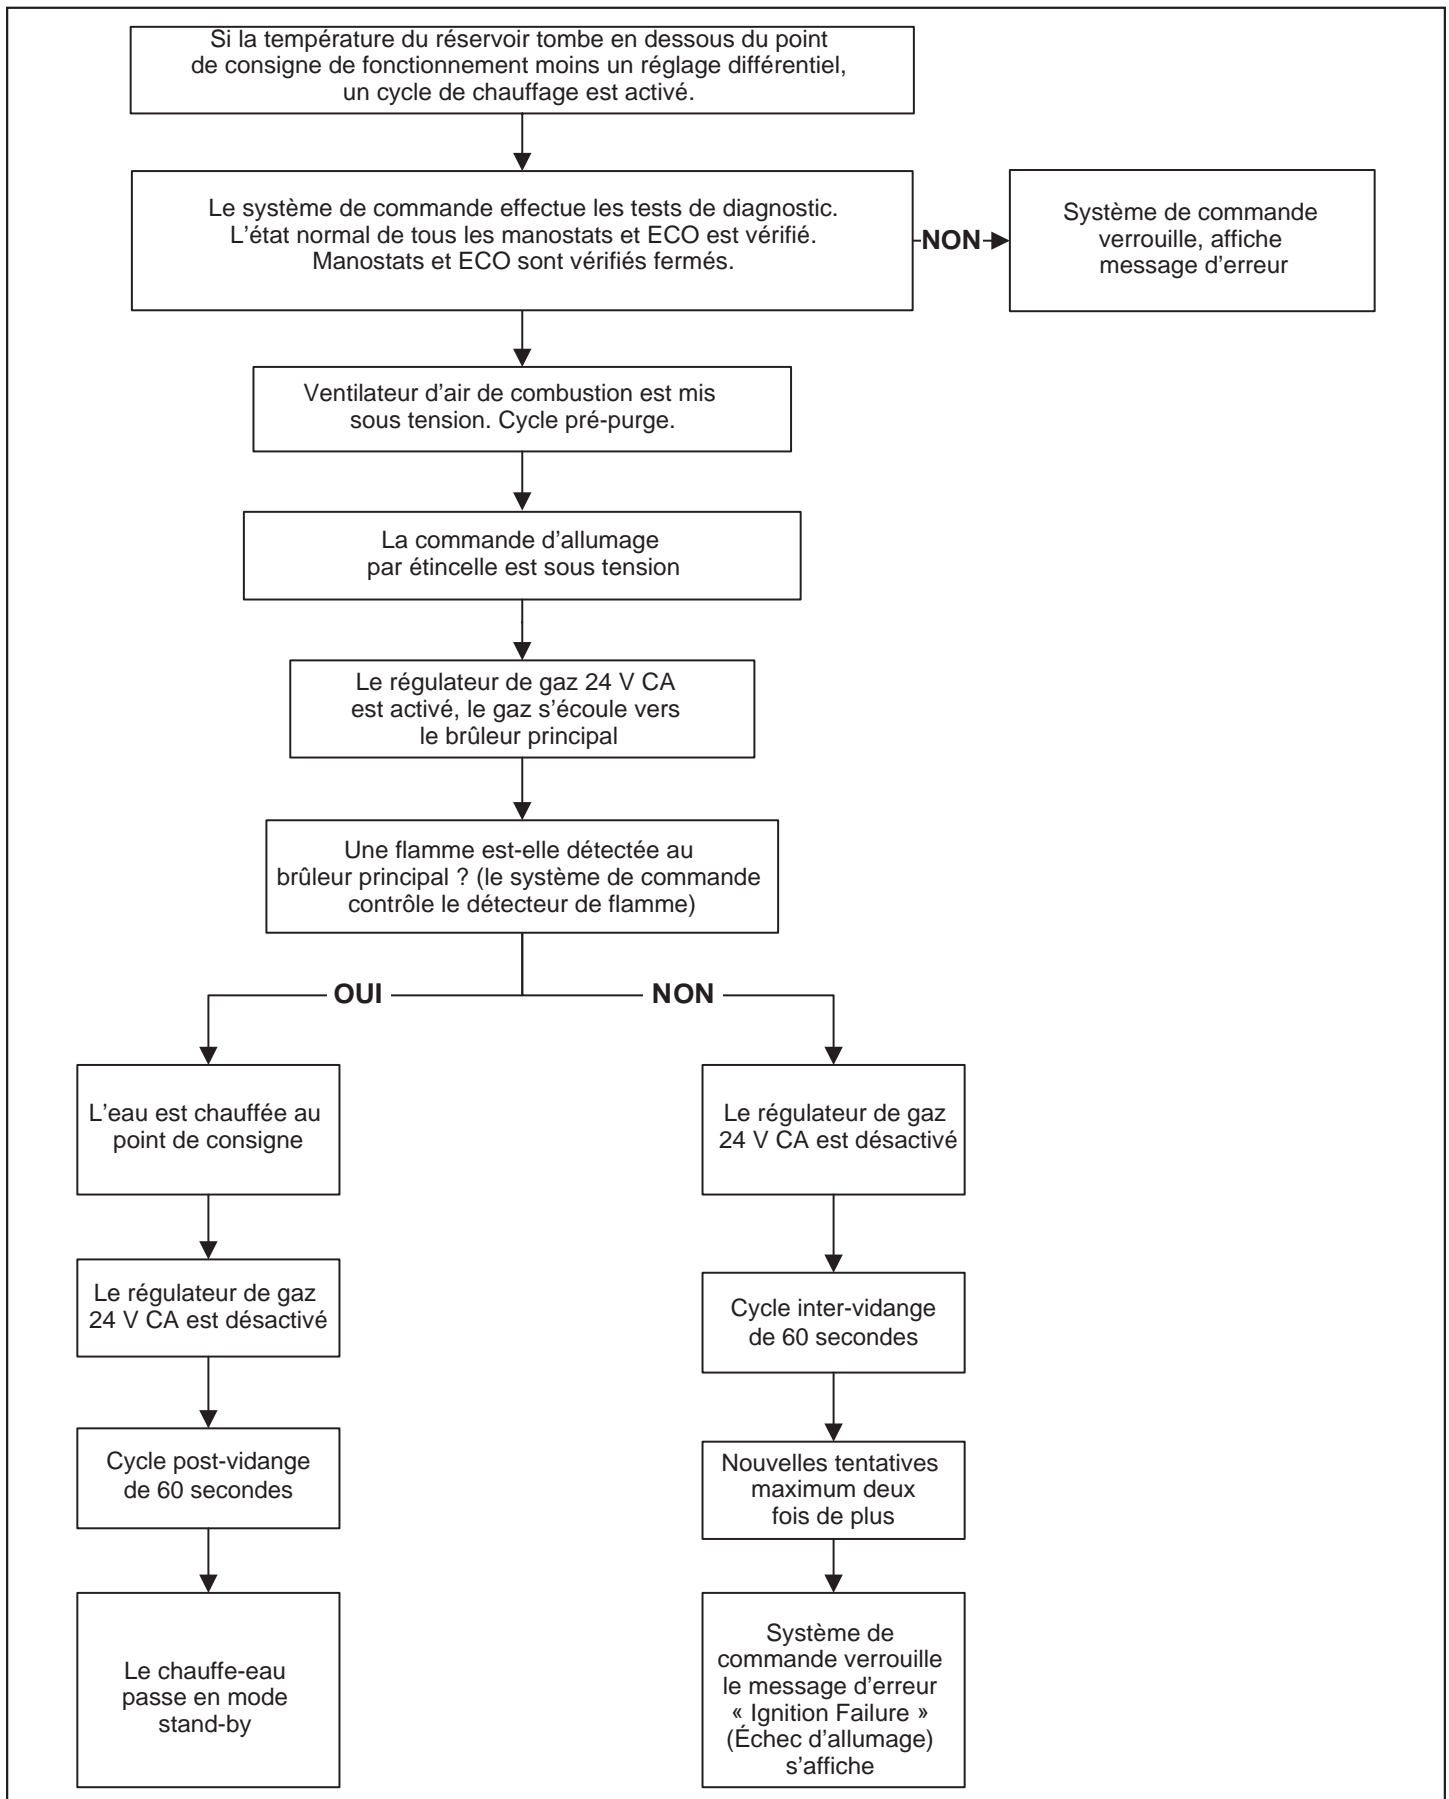 Si la température du réservoir tombe en dessous du point
de consigne de fonctionnement moins un réglage différentiel,
un cycle de chauffage est activé.
Le système de commande effectue les tests de diagnostic.
L’état normal de tous les manostats et ECO est vérifié.
Manostats et ECO sont vérifiés fermés.
NON
Système de commande
verrouille, affiche
message d’erreur
Ventilateur d’air de combustion est mis
sous tension. Cycle pré-purge.
La commande d’allumage
par étincelle est sous tension
Le régulateur de gaz 24 V CA
est activé, le gaz s’écoule vers
le brûleur principal
Une flamme est-elle détectée au
brûleur principal ? (le système de commande
contrôle le détecteur de flamme)
OUI
NON
L’eau est chauffée au
point de consigne
Le régulateur de gaz
24 V CA est désactivé
Cycle post-vidange
de 60 secondes
Le chauffe-eau
passe en mode
stand-by
Le régulateur de gaz
24 V CA est désactivé
Cycle inter-vidange
de 60 secondes
Nouvelles tentatives
maximum deux
fois de plus
Système de
commande verrouille
le message d’erreur
« Ignition Failure »
(Échec d’allumage)
s’affiche